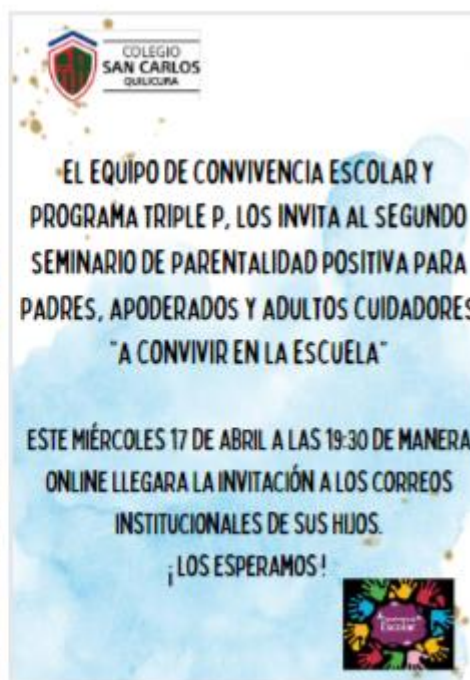 COLEGIO
SAN CARLOS
QUILICURA
EL EQUIPO DE CONVIVENCIA ESCOLAR Y
PROGRAMA TRIPLE P, LOS INVITA AL SEGUNDO
SEMINARIO DE PARENTALIDAD POSITIVA PARA
PADRES, APODERADOS Y ADULTOS CUIDADORES
"A CONVIVIR EN LA ESCUELA"
ESTE MIÉRCOLES 17 DE ABRIL A LAS 19:30 DE MANERA
ONLINE LLEGARA LA INVITACIÓN A LOS CORREOS
INSTITUCIONALES DE SUS HIJOS.
¡LOS ESPERAMOS!
Escolar